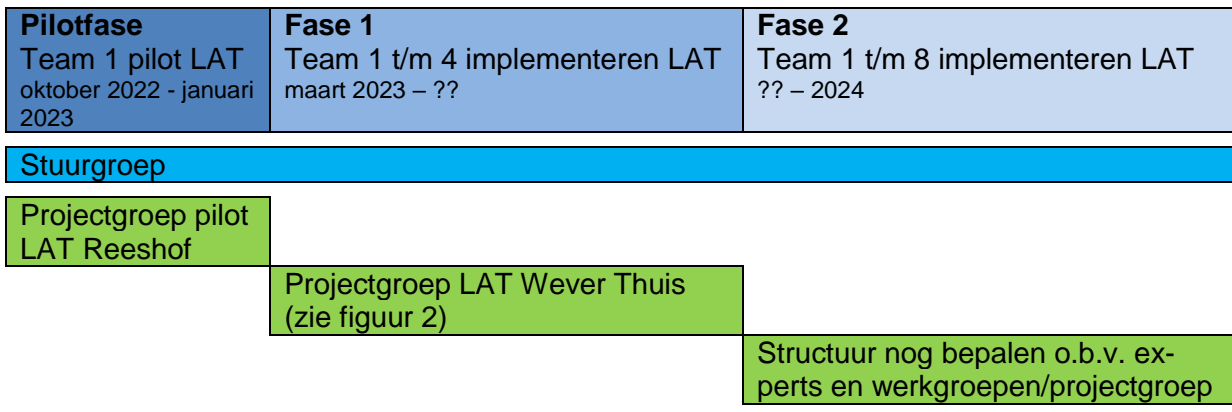 Pilotfase
Team 1 pilot LAT
oktober 2022 - januari
2023
Fase 1
Team 1 t/m 4 implementeren LAT
maart 2023 – ??
Fase 2
Team 1 t/m 8 implementeren LAT
?? – 2024
Stuurgroep
Projectgroep pilot
LAT Reeshof
Projectgroep LAT Wever Thuis
(zie figuur 2)
Structuur nog bepalen o.b.v. ex-
perts en werkgroepen/projectgroep